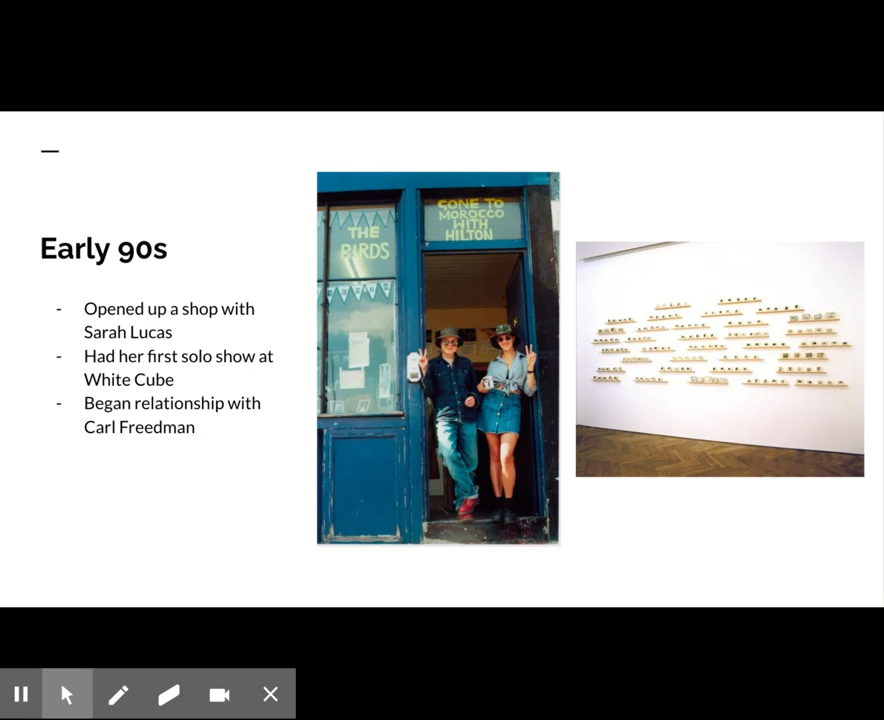 Early 90s
- Opened up a shop with
Sarah Lucas
- Had her first solo show at
White Cube
- Began relationship with
Carl Freedman
THE
BIRDS
COME TO
MOROCCO
WITH
HILTON